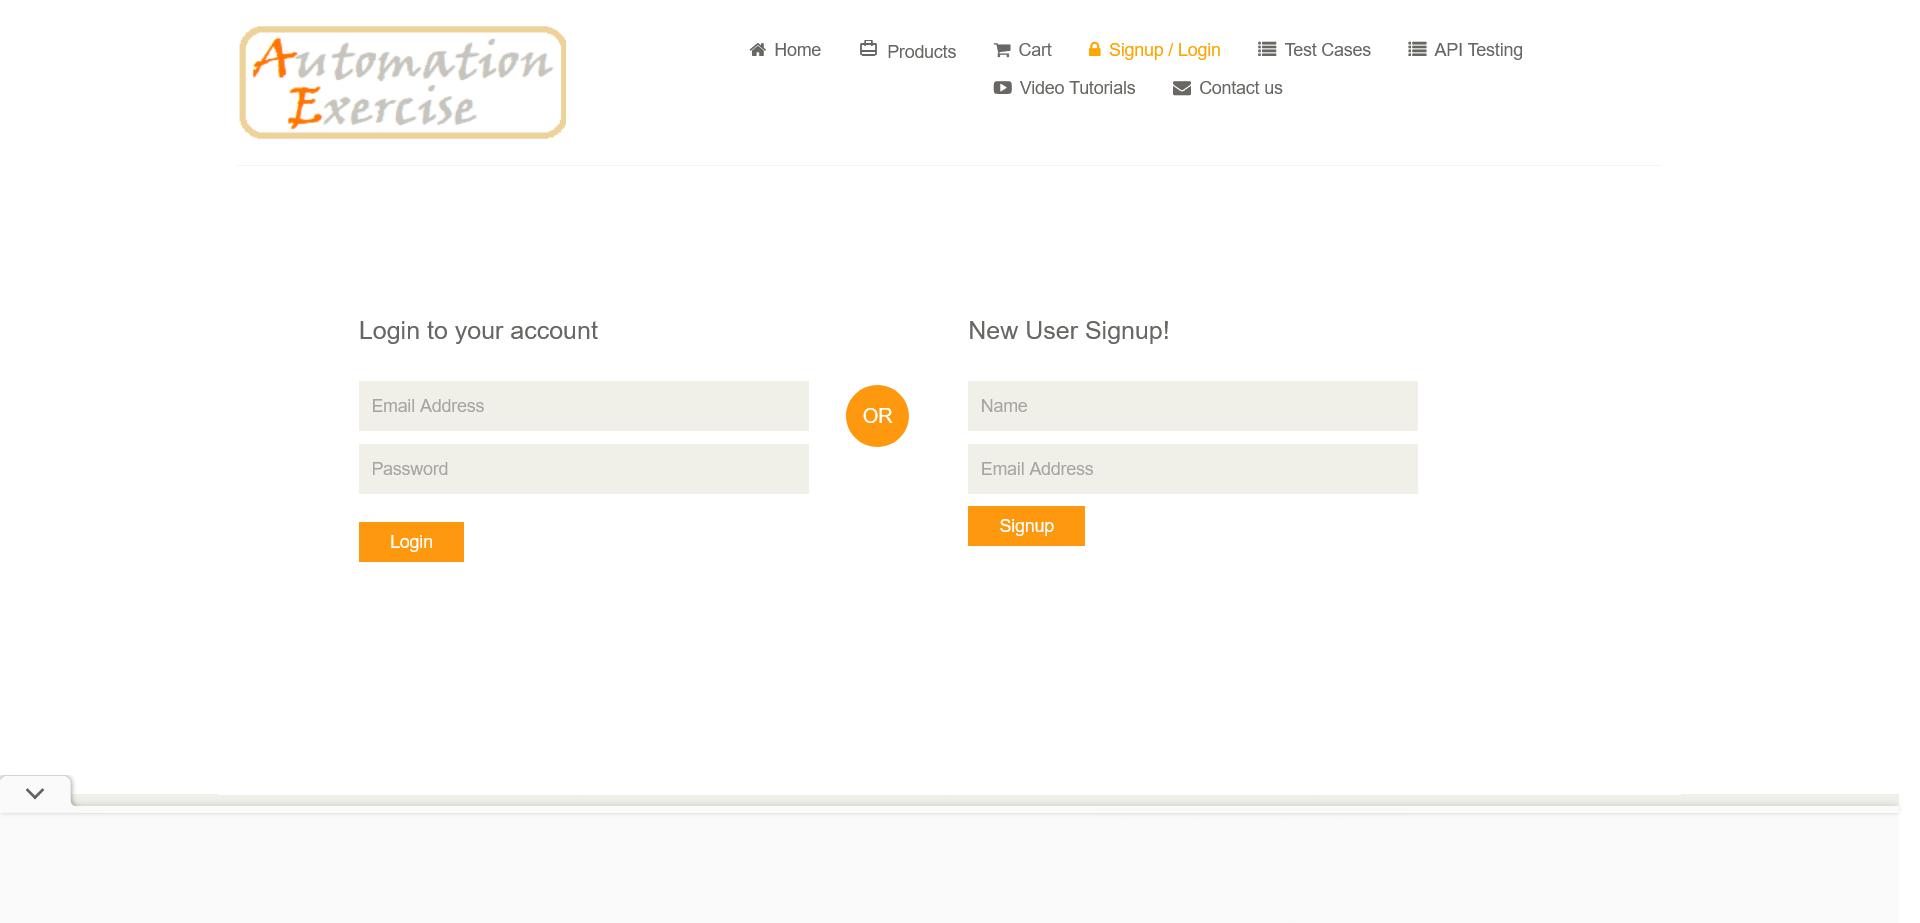 Automation
Exercise
Home Products Cart Signup / Login Test Cases API Testing
Video Tutorials Contact us
Login to your account
Email Address
Password
Login
OR
New User Signup!
Name
Email Address
Signup